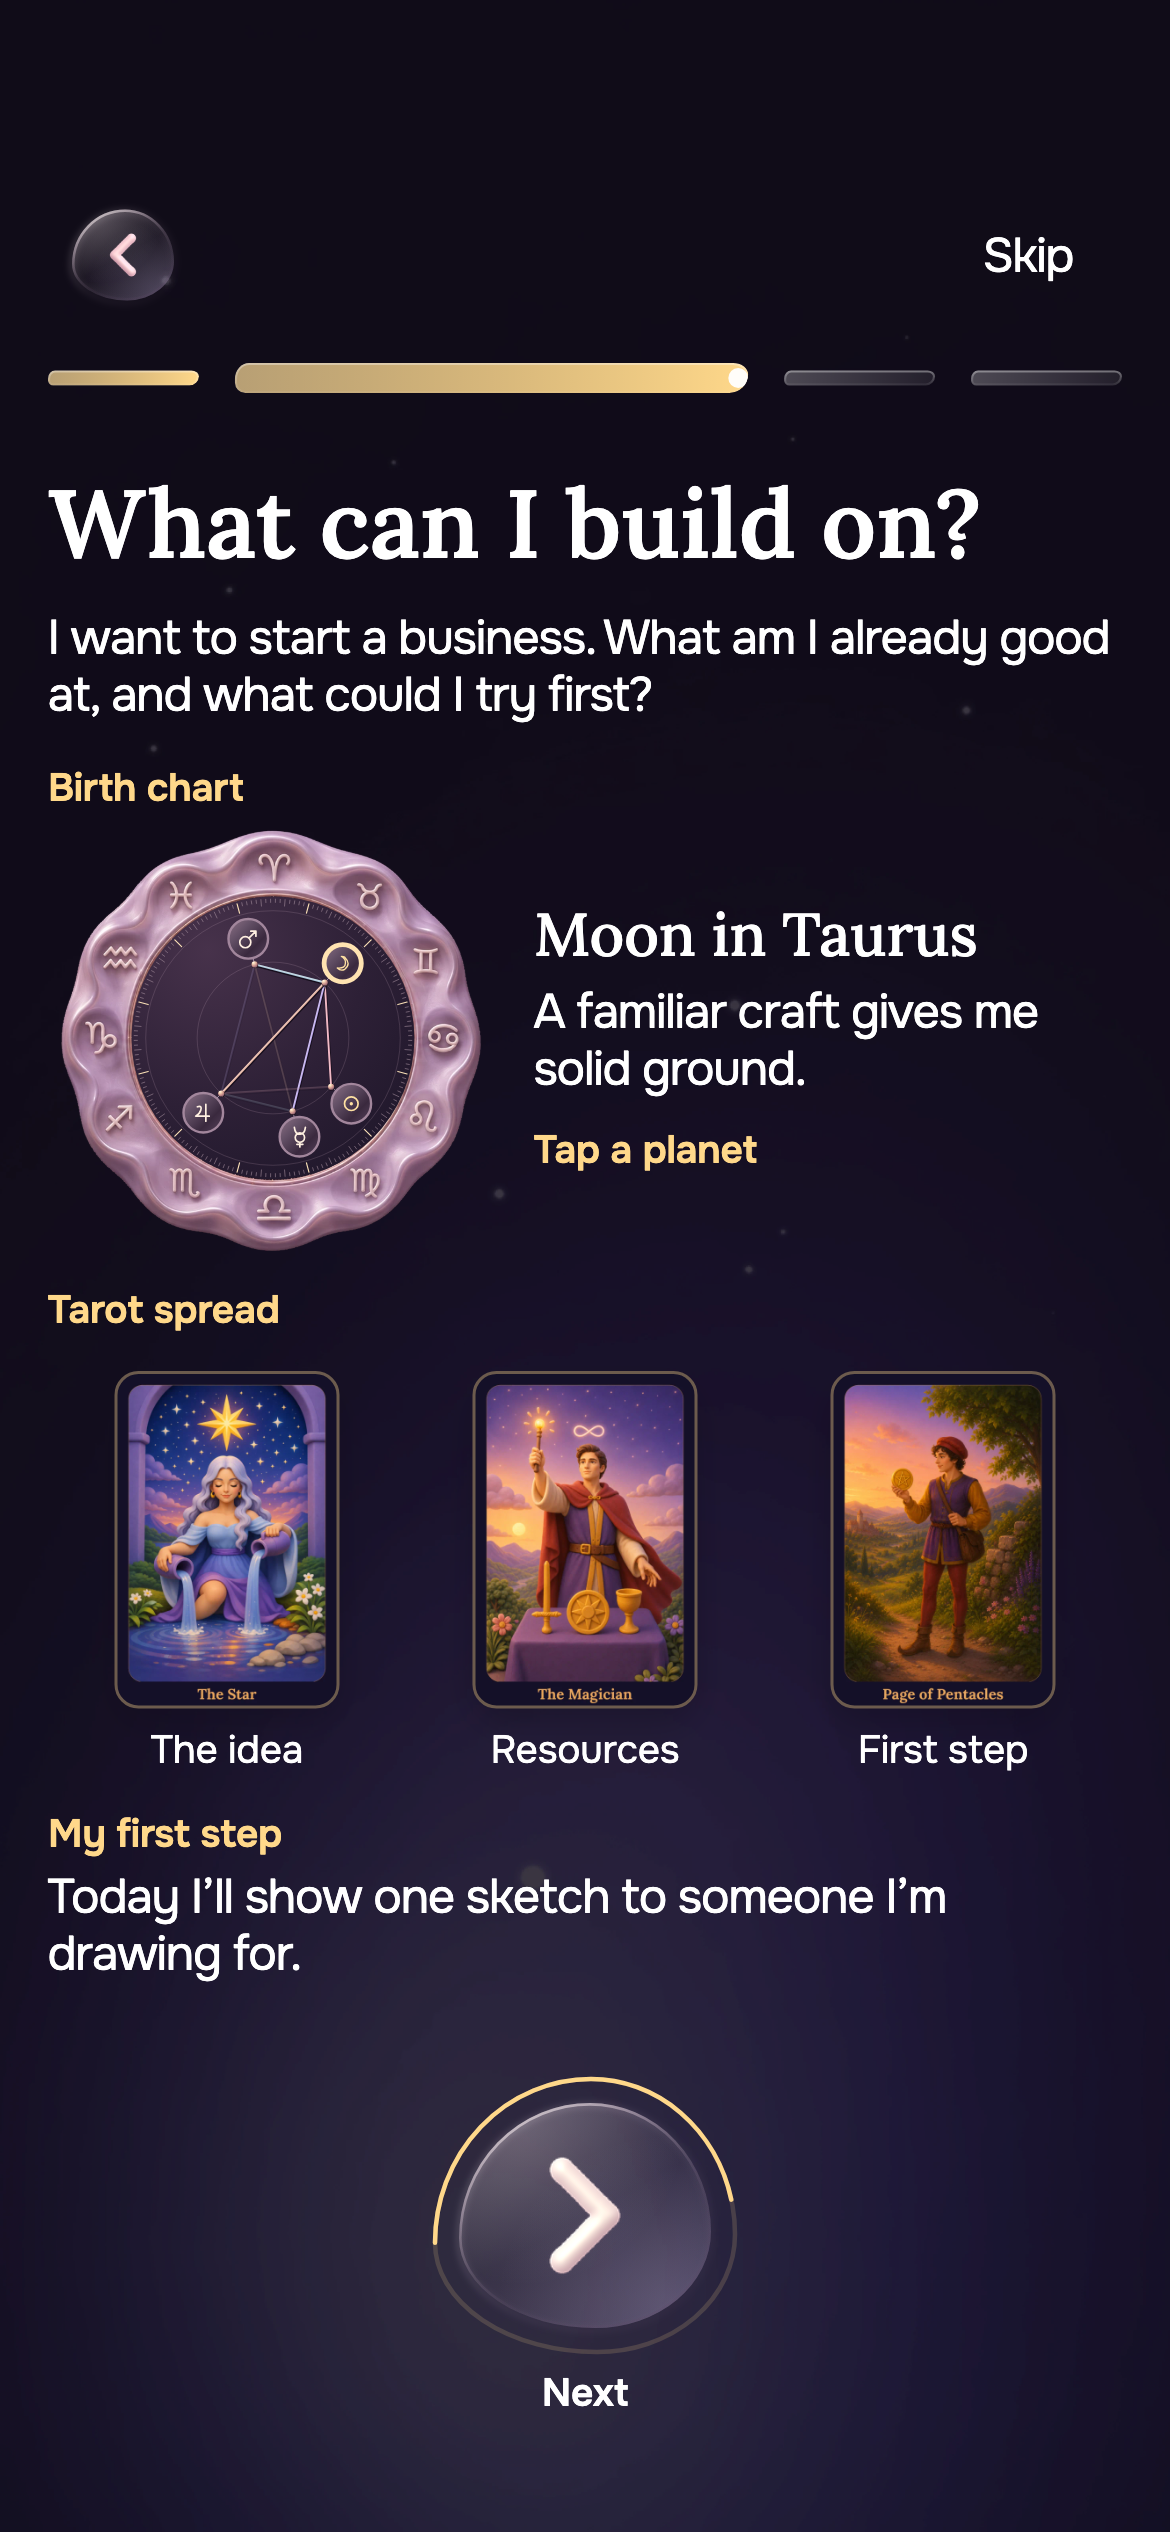 Skip
What can I build on?
I want to start a business. What am I already good
at, and what could I try first?
Birth chart
Moon in Taurus
A familiar craft gives me
solid ground.
Tap a planet
Tarot spread
The Star
The Magician
Page of Pentacles
The idea
Resources
First step
My first step
Today I’ll show one sketch to someone I’m
drawing for.
Next